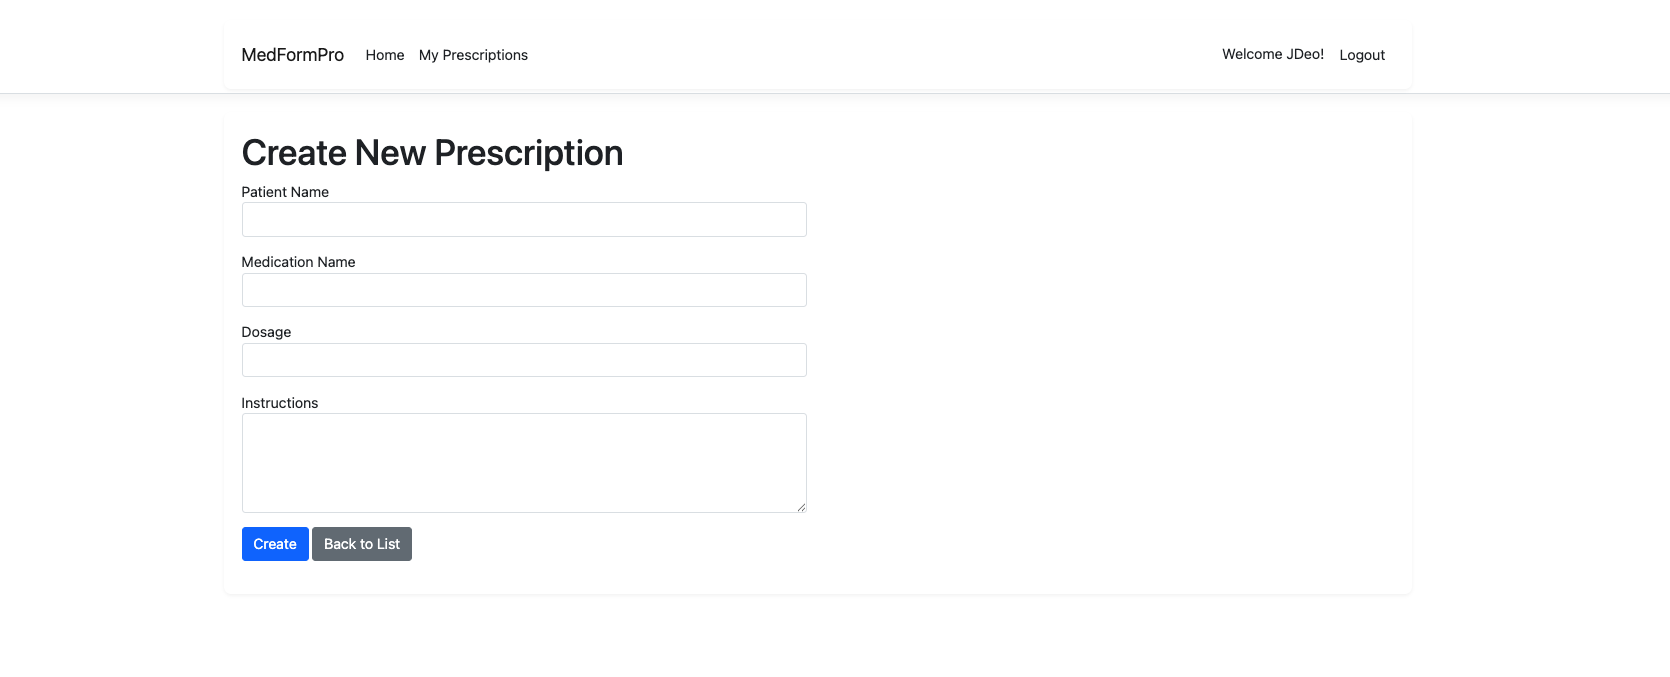 MedFormPro Home My Prescriptions Welcome JDeo! Logout
Create New Prescription
Patient Name
Medication Name
Dosage
Instructions
Create Back to List